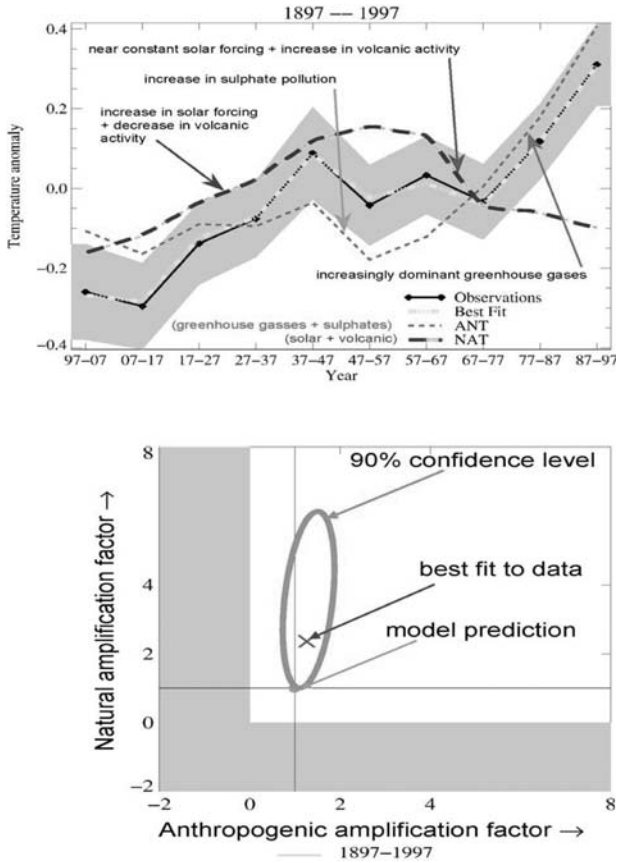 1897 –– 1997
0.4
near constant solar forcing + increase in volcanic activity
increase in sulphate pollution
0.2
increase in solar forcing
+ decrease in volcanic
activity
Temperature anomaly
0.0
−0.2
increasingly dominant greenhouse gases
Observations
Best Fit
(greenhouse gasses + sulphates)
ANT
(solar + volcanic)
NAT
−0.4
97−07 07−17 17−27 27−37 37−47 47−57 57−67 67−77 77−87 87−97
Year
8
90% confidence level
Natural amplification factor →
4
best fit to data
model prediction
2
0
−2
−2 0 2 4 8
Anthropogenic amplification factor →
1897−1997